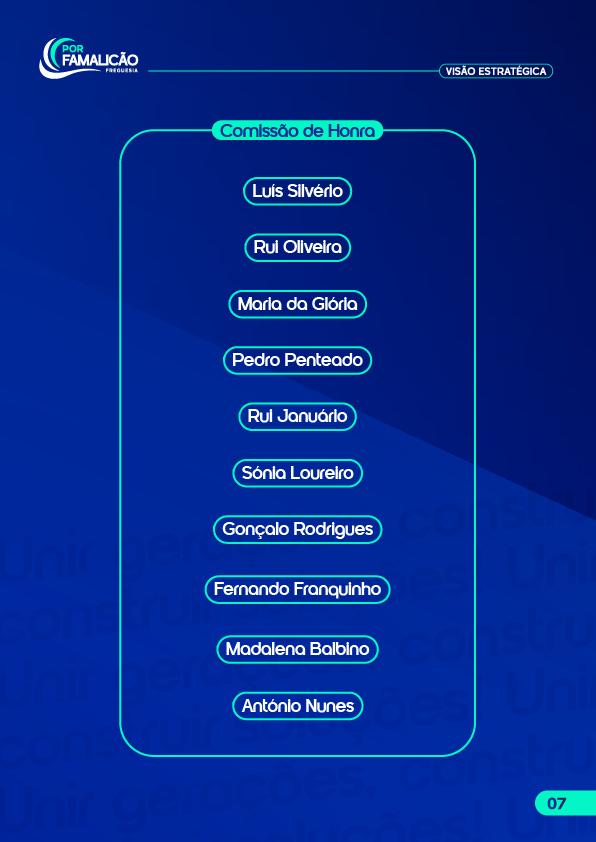 POR
FAMALICÃO
FREGUESIA
VISÃO ESTRATÉGICA
Comissão de Honra
Luís Silvério
Rui Oliveira
Maria da Glória
Pedro Penteado
Rui Januário
Sónia Loureiro
Gonçalo Rodrigues
Fernando Franquinho
Madalena Balbino
António Nunes
07